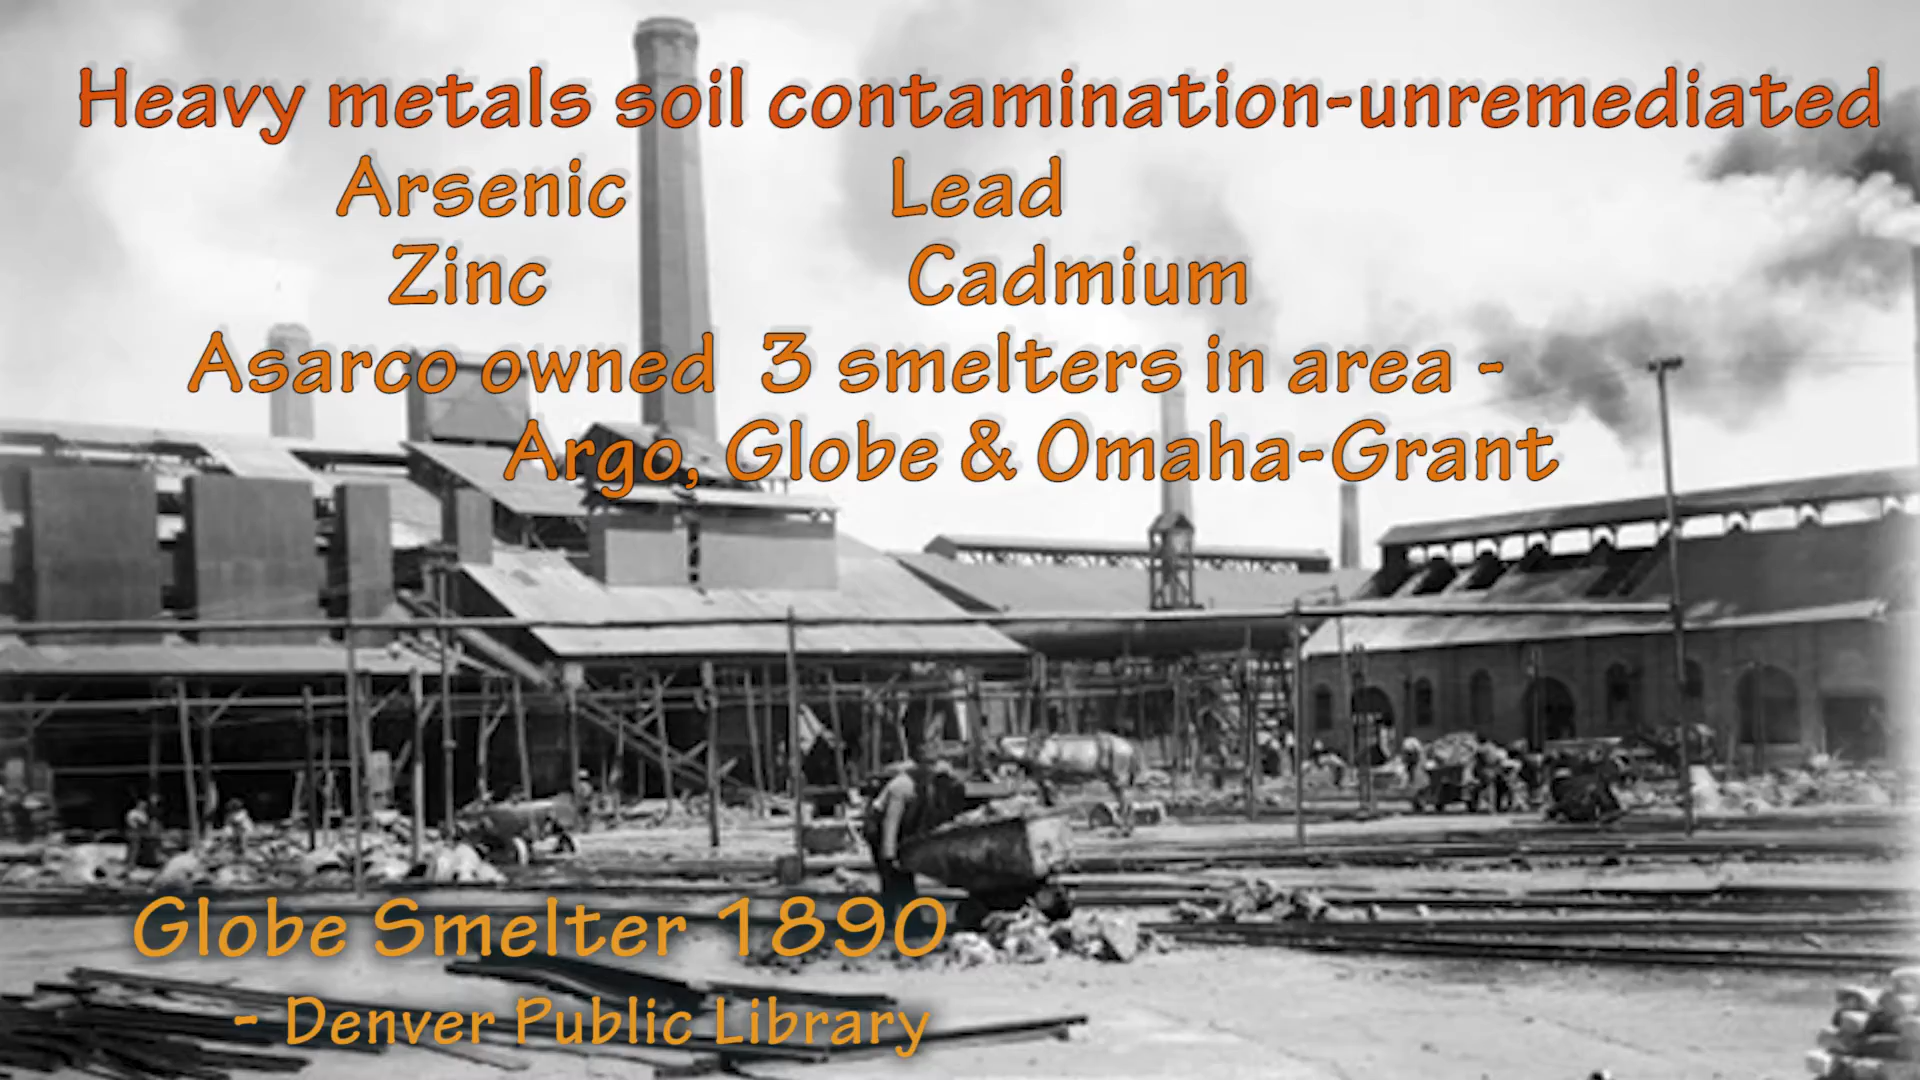 Heavy metals soil contamination-unremediated
Arsenic Lead
Zinc Cadmium
Asarco owned 3 smelters in area -
Argo, Globe & Omaha-Grant
Globe Smelter 1890
- Denver Public Library